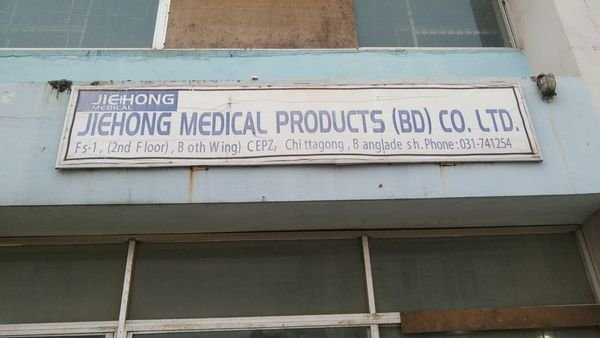 JIEHONG
MEDICAL
JIEHONG MEDICAL PRODUCTS (BD) CO. LTD.
Fs-1, (2nd Floor), Both Wing) CEPZ, Chittagong, Bangladesh. Phone: 031-741254